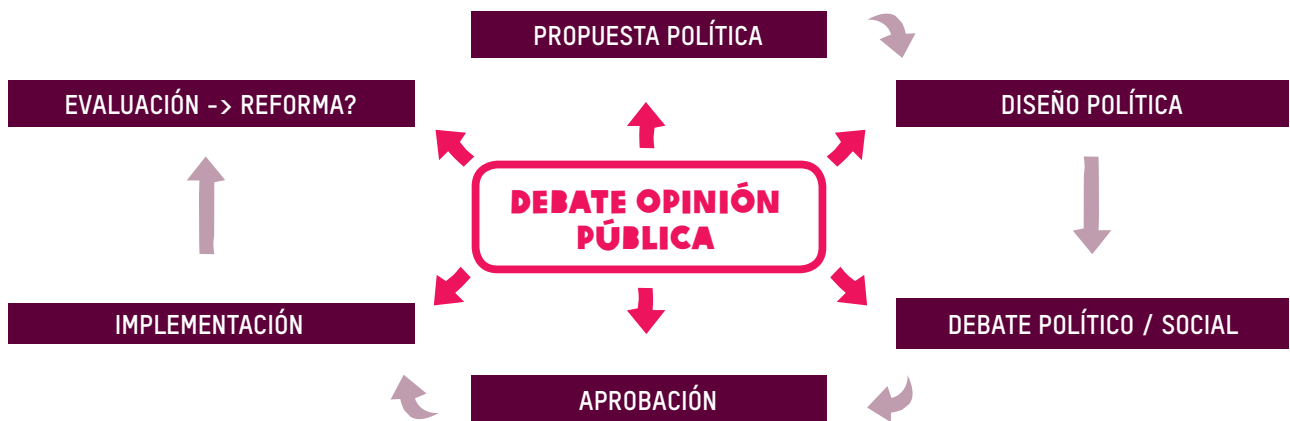 PROPUESTA POLÍTICA
EVALUACIÓN -> REFORMA?
DISEÑO POLÍTICA
DEBATE OPINIÓN
PÚBLICA
IMPLEMENTACIÓN
DEBATE POLÍTICO / SOCIAL
APROBACIÓN